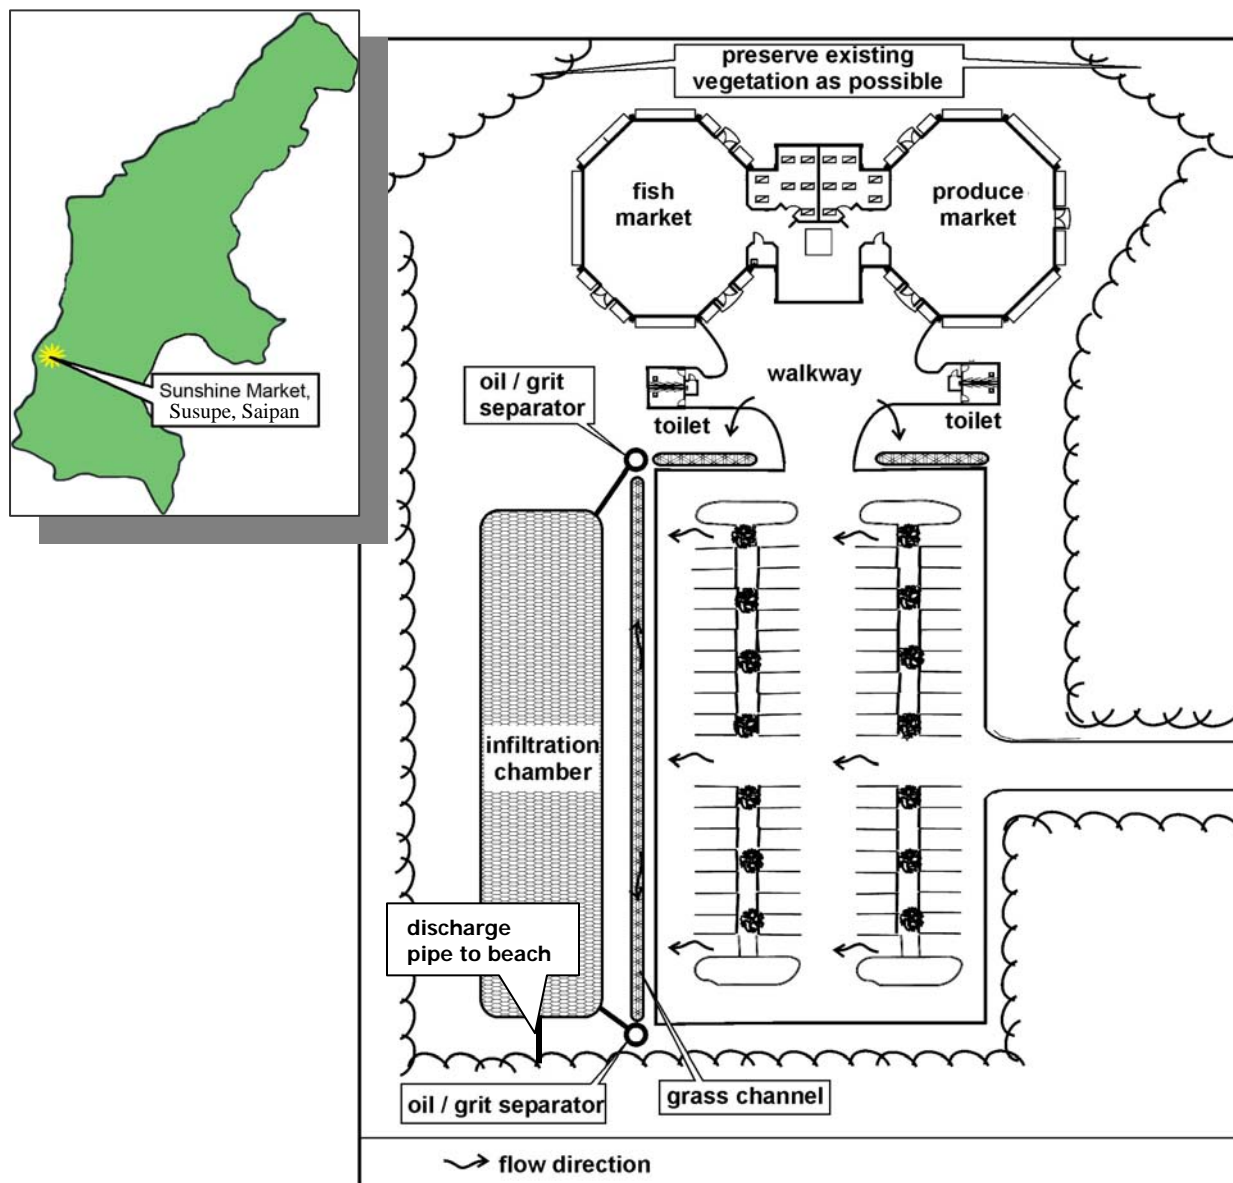 preserve existing
vegetation as possible
fish
market
produce
market
Sunshine Market,
Susupe, Saipan
oil / grit
separator
walkway
toilet
toilet
infiltration
chamber
discharge
pipe to beach
oil / grit separator
grass channel
flow direction